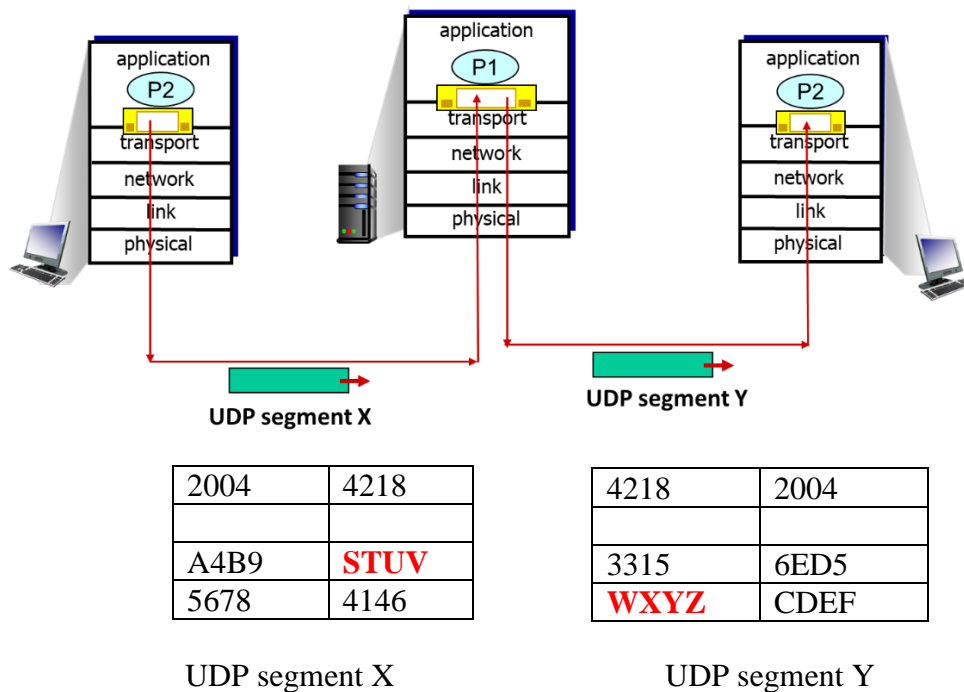 application
P2
transport
network
link
physical
application
P1
transport
network
link
physical
application
P2
transport
network
link
physical
UDP segment X
UDP segment Y
2004 4218
A4B9 STUV
5678 4146
4218 2004
3315 6ED5
WXYZ CDEF
UDP segment X
UDP segment Y